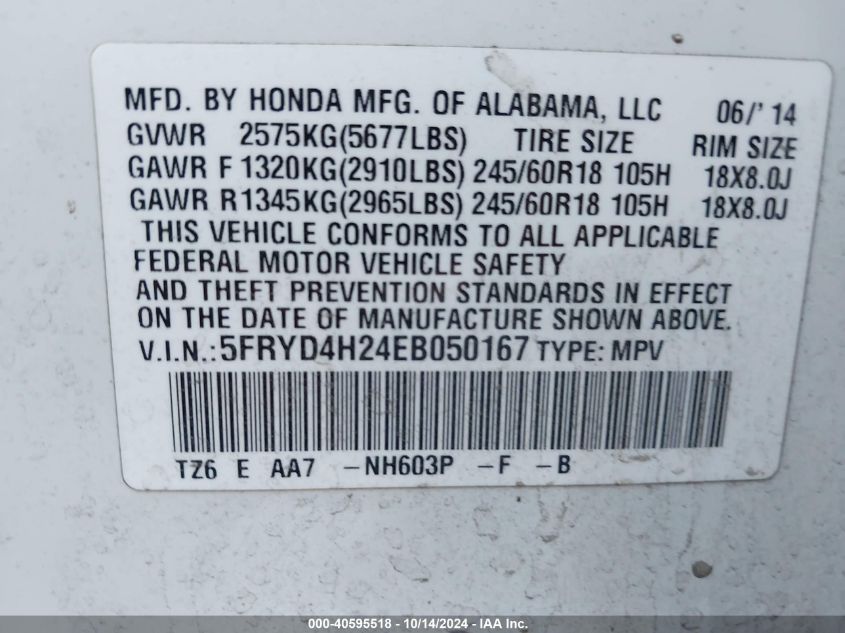 MFD. BY HONDA MFG. OF ALABAMA, LLC 06/'14
GVWR 2575KG(5677LBS) TIRE SIZE RIM SIZE
GAWR F 1320KG(2910LBS) 245/60R18 105H 18X8.0J
GAWR R1345KG(2965LBS) 245/60R18 105H 18X8.0J
THIS VEHICLE CONFORMS TO ALL APPLICABLE
FEDERAL MOTOR VEHICLE SAFETY
AND THEFT PREVENTION STANDARDS IN EFFECT
ON THE DATE OF MANUFACTURE SHOWN ABOVE.
V.I.N.:5FRYD4H24EB050167 TYPE: MPV
TZ6 E AA7 -NH603P -F -B
000-40595518 - 10/14/2024 - IAA Inc.